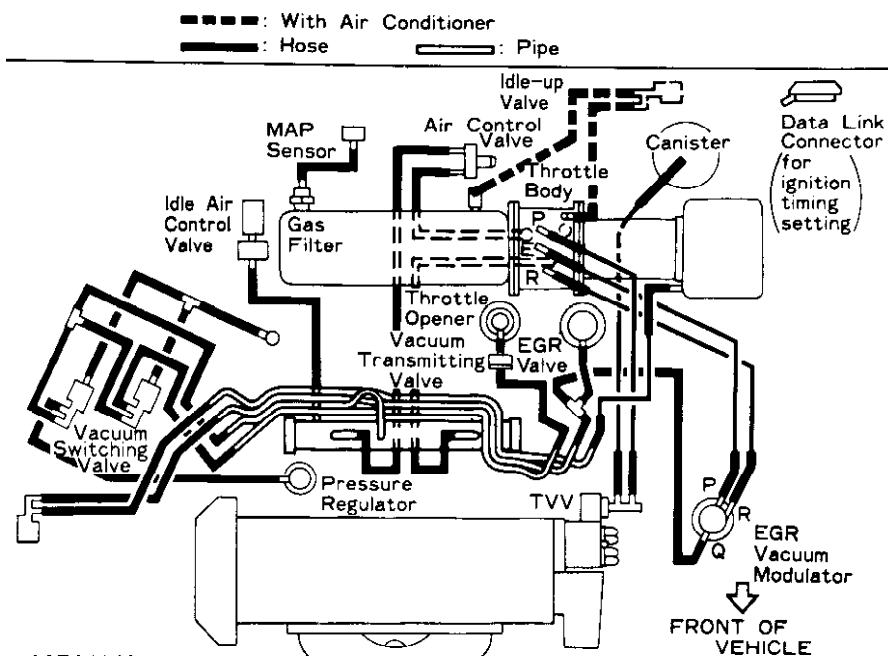 : With Air Conditioner
: Hose
: Pipe
Idle-up
Valve
MAP
Sensor
Air Control
Valve
Canister
Data Link
Connector
(for
ignition
timing
setting)
Throttle
Body
Idle Air
Control
Valve
Gas
Filter
P
E
R
Throttle
Opener
Vacuum
Transmitting
Valve
EGR
Valve
Vacuum
Switching
Valve
Pressure
Regulator
TVV
P
R
Q
EGR
Vacuum
Modulator
FRONT OF
VEHICLE